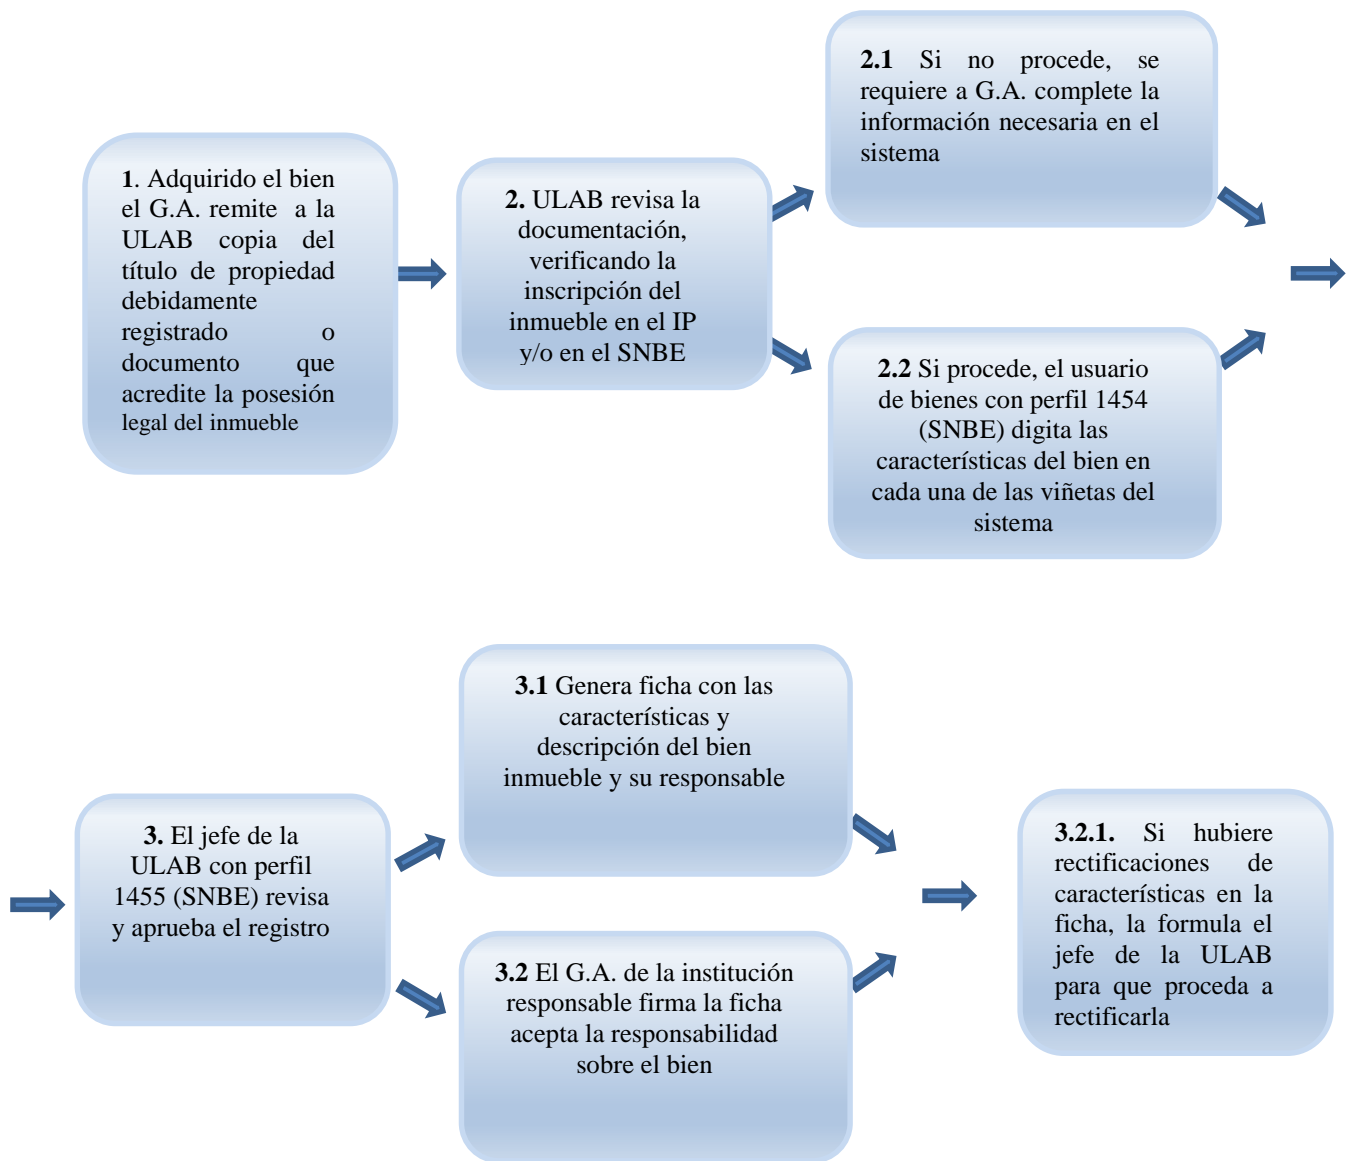 1. Adquirido el bien
el G.A. remite a la
ULAB copia del
título de propiedad
debidamente
registrado o
documento que
acredite la posesión
legal del inmueble
2. ULAB revisa la
documentación,
verificando la
inscripción del
inmueble en el IP
y/o en el SNBE
2.1 Si no procede, se
requiere a G.A. complete la
información necesaria en el
sistema
2.2 Si procede, el usuario
de bienes con perfil 1454
(SNBE) digita las
características del bien en
cada una de las viñetas del
sistema
3. El jefe de la
ULAB con perfil
1455 (SNBE) revisa
y aprueba el registro
3.1 Genera ficha con las
características y
descripción del bien
inmueble y su responsable
3.2 El G.A. de la institución
responsable firma la ficha
acepta la responsabilidad
sobre el bien
3.2.1. Si hubiere
rectificaciones de
características en la
ficha, la formula el
jefe de la ULAB
para que proceda a
rectificarla